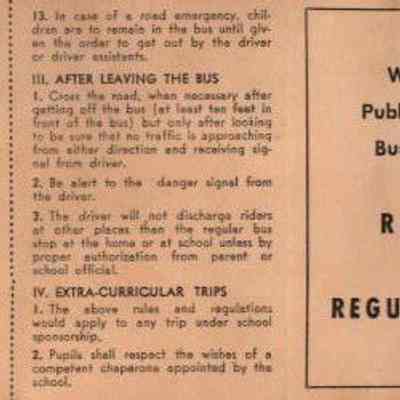 13. In case of a road emergency, chil-
dren are to remain in the bus until giv-
en the order to get out by the driver
or driver assistants.
III. AFTER LEAVING THE BUS
1. Cross the road, when necessary after
getting off the bus (at least ten feet in
front of the bus) but only after looking
to be sure that no traffic is approaching
from either direction and receiving sig-
nal from driver.
2. Be alert to the danger signal from
the driver.
3. The driver will not discharge riders
at other places than the regular bus
stop at the home or at school unless by
proper authorization from parent or
school official.
IV. EXTRA-CURRICULAR TRIPS
1. The above rules and regulations
would apply to any trip under school
sponsorship.
2. Pupils shall respect the wishes of a
competent chaperone appointed by the
school.
W
Publ
Bus
R
REGU